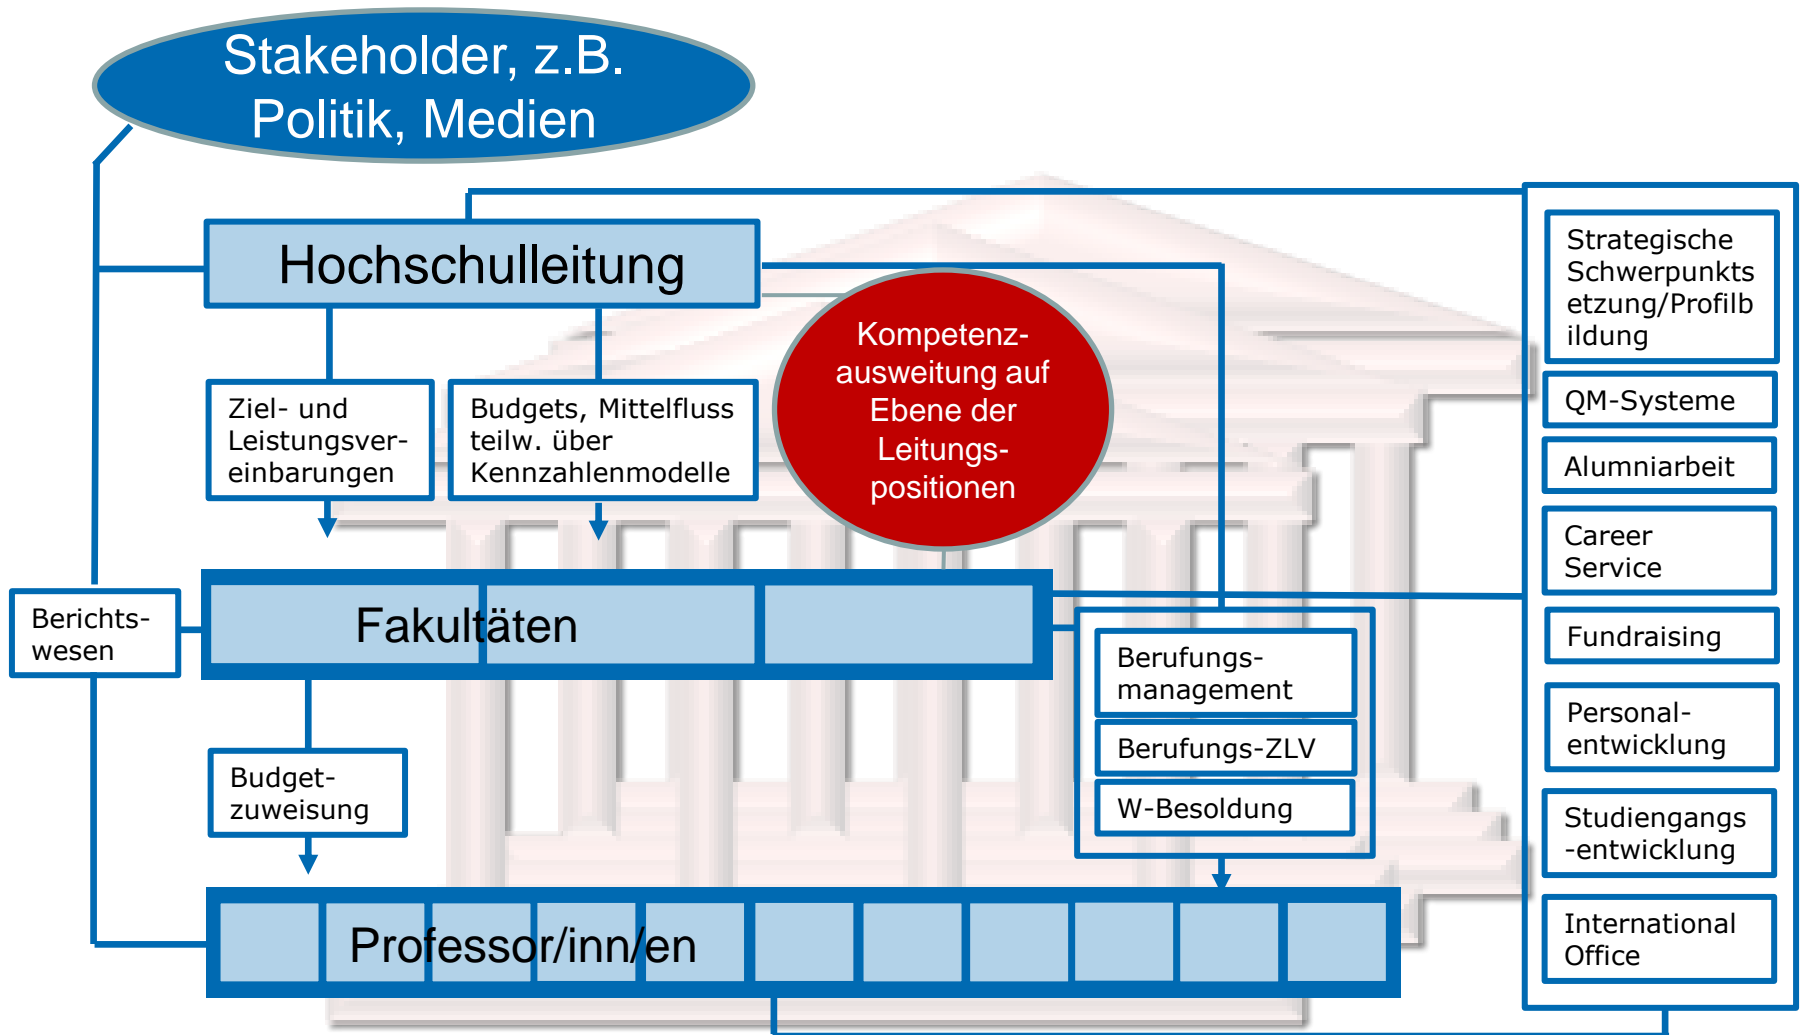 Stakeholder, z.B.
Politik, Medien
Hochschulleitung
Ziel- und
Leistungsver-
einbarungen
Budgets, Mittelfluss
teilw. über
Kennzahlenmodelle
Kompetenz-
ausweitung auf
Ebene der
Leitungs-
positionen
Berichts-
wesen
Fakultäten
Budget-
zuweisung
Berufungs-
management
Berufungs-ZLV
W-Besoldung
Professor/inn/en
Strategische
Schwerpunkts
etzung/Profilb
ildung
QM-Systeme
Alumniarbeit
Career
Service
Fundraising
Personal-
entwicklung
Studiengangs
-entwicklung
International
Office